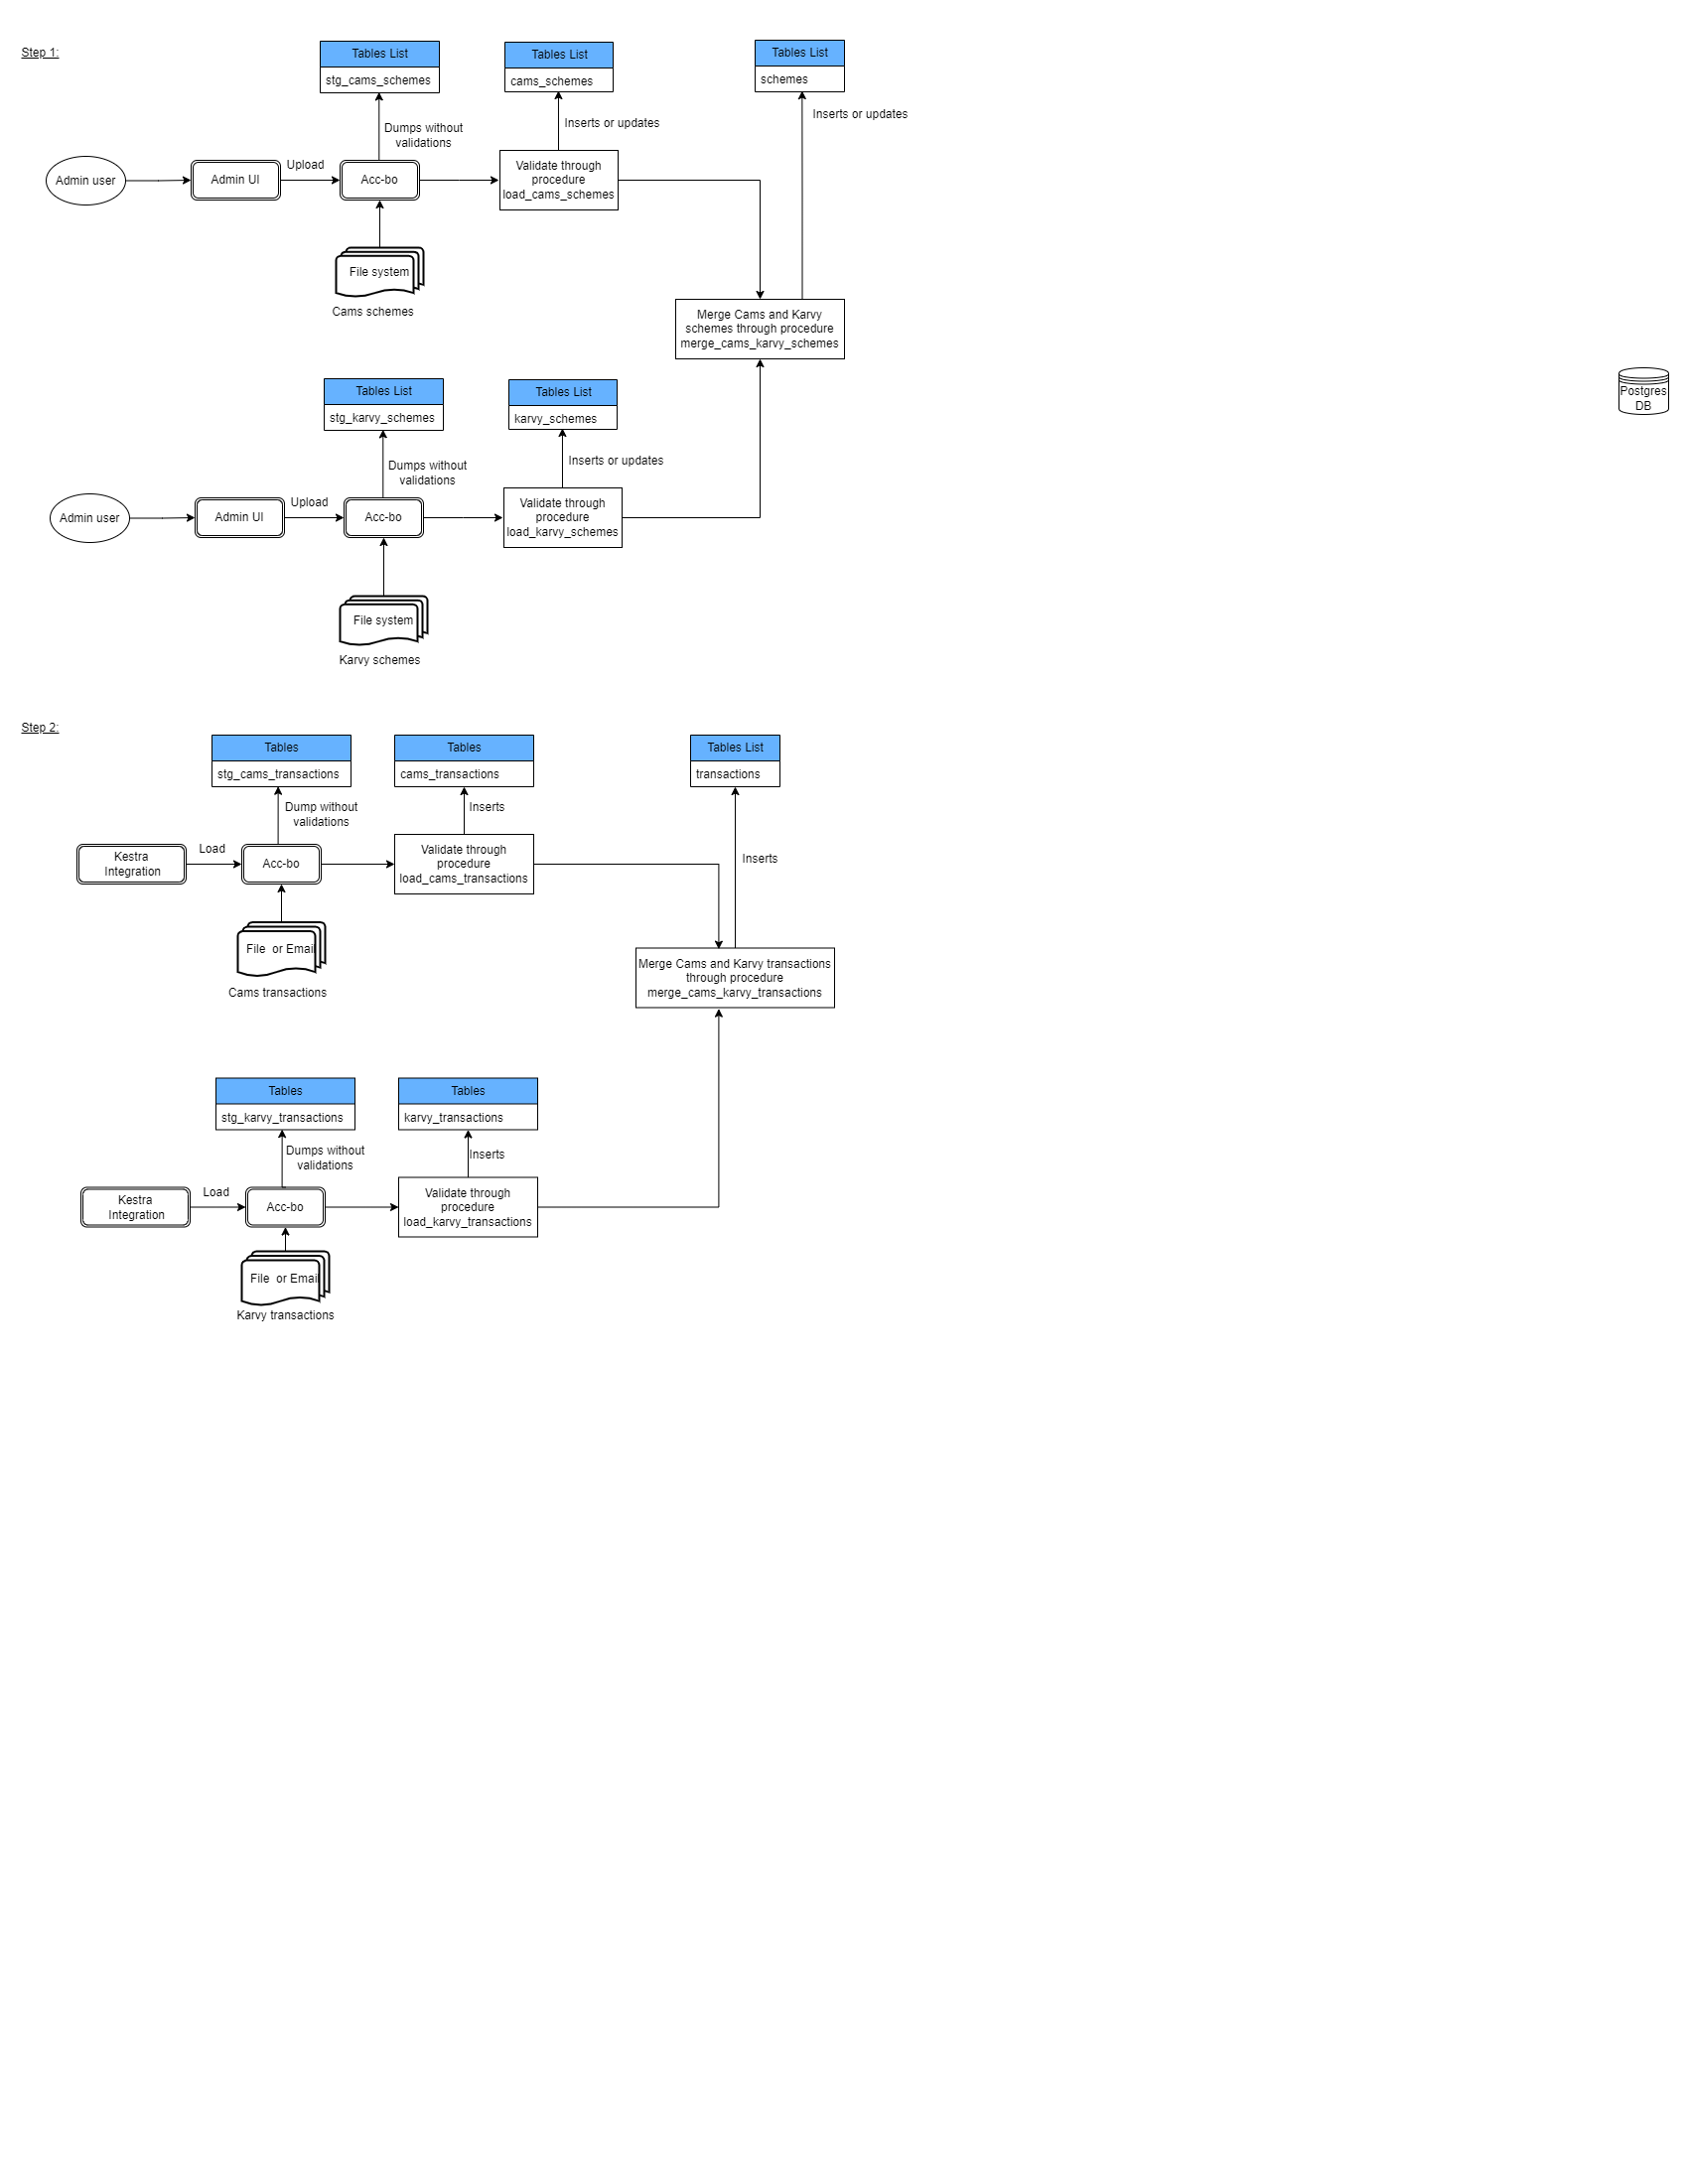 Step 1:
Tables List
stg_cams_schemes
Tables List
cams_schemes
Tables List
schemes
Dumps without
validations
Inserts or updates
Inserts or updates
Admin user
Admin UI
Upload
Acc-bo
Validate through
procedure
load_cams_schemes
File system
Cams schemes
Merge Cams and Karvy
schemes through procedure
merge_cams_karvy_schemes
Postgres
DB
Tables List
stg_karvy_schemes
Tables List
karvy_schemes
Dumps without
validations
Inserts or updates
Admin user
Admin UI
Upload
Acc-bo
Validate through
procedure
load_karvy_schemes
File system
Karvy schemes
Step 2:
Tables
stg_cams_transactions
Tables
cams_transactions
Tables List
transactions
Dump without
validations
Inserts
Inserts
Kestra
Integration
Load
Acc-bo
Validate through
procedure
load_cams_transactions
File  or Email
Cams transactions
Merge Cams and Karvy transactions
through procedure
merge_cams_karvy_transactions
Tables
stg_karvy_transactions
Tables
karvy_transactions
Dumps without
validations
Inserts
Kestra
Integration
Load
Acc-bo
Validate through
procedure
load_karvy_transactions
File  or Email
Karvy transactions